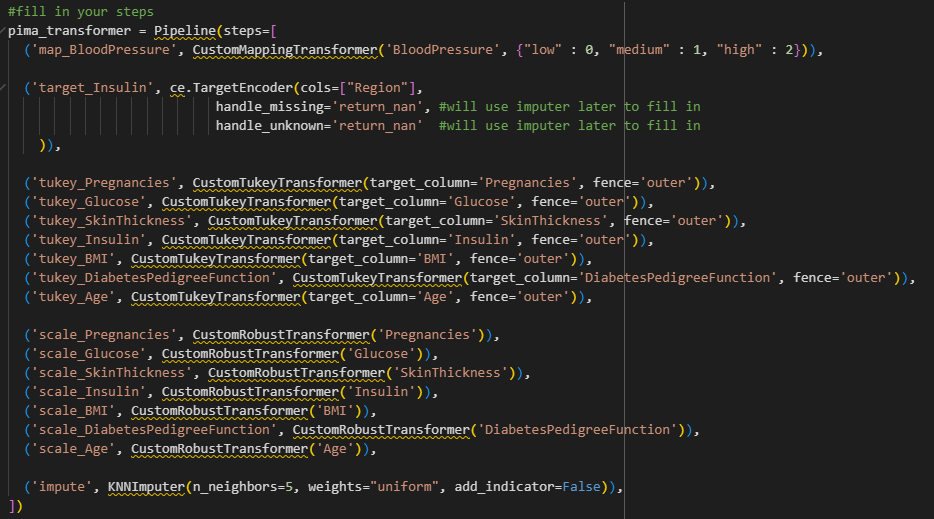 #fill in your steps
pima_transformer = Pipeline(steps=[
('map_BloodPressure', CustomMappingTransformer('BloodPressure', {"low" : 0, "medium" : 1, "high" : 2})),
('target_Insulin', ce.TargetEncoder(cols=["Region"],
handle_missing='return_nan', #will use imputer later to fill in
handle_unknown='return_nan' #will use imputer later to fill in
)),
('tukey_Pregnancies', CustomTukeyTransformer(target_column='Pregnancies', fence='outer')),
('tukey_Glucose', CustomTukeyTransformer(target_column='Glucose', fence='outer')),
('tukey_SkinThickness', CustomTukeyTransformer(target_column='SkinThickness', fence='outer')),
('tukey_Insulin', CustomTukeyTransformer(target_column='Insulin', fence='outer')),
('tukey_BMI', CustomTukeyTransformer(target_column='BMI', fence='outer')),
('tukey_DiabetesPedigreeFunction', CustomTukeyTransformer(target_column='DiabetesPedigreeFunction', fence='outer')),
('tukey_Age', CustomTukeyTransformer(target_column='Age', fence='outer')),
('scale_Pregnancies', CustomRobustTransformer('Pregnancies')),
('scale_Glucose', CustomRobustTransformer('Glucose')),
('scale_SkinThickness', CustomRobustTransformer('SkinThickness')),
('scale_Insulin', CustomRobustTransformer('Insulin')),
('scale_BMI', CustomRobustTransformer('BMI')),
('scale_DiabetesPedigreeFunction', CustomRobustTransformer('DiabetesPedigreeFunction')),
('scale_Age', CustomRobustTransformer('Age')),
('impute', KNNImputer(n_neighbors=5, weights="uniform", add_indicator=False)),
])